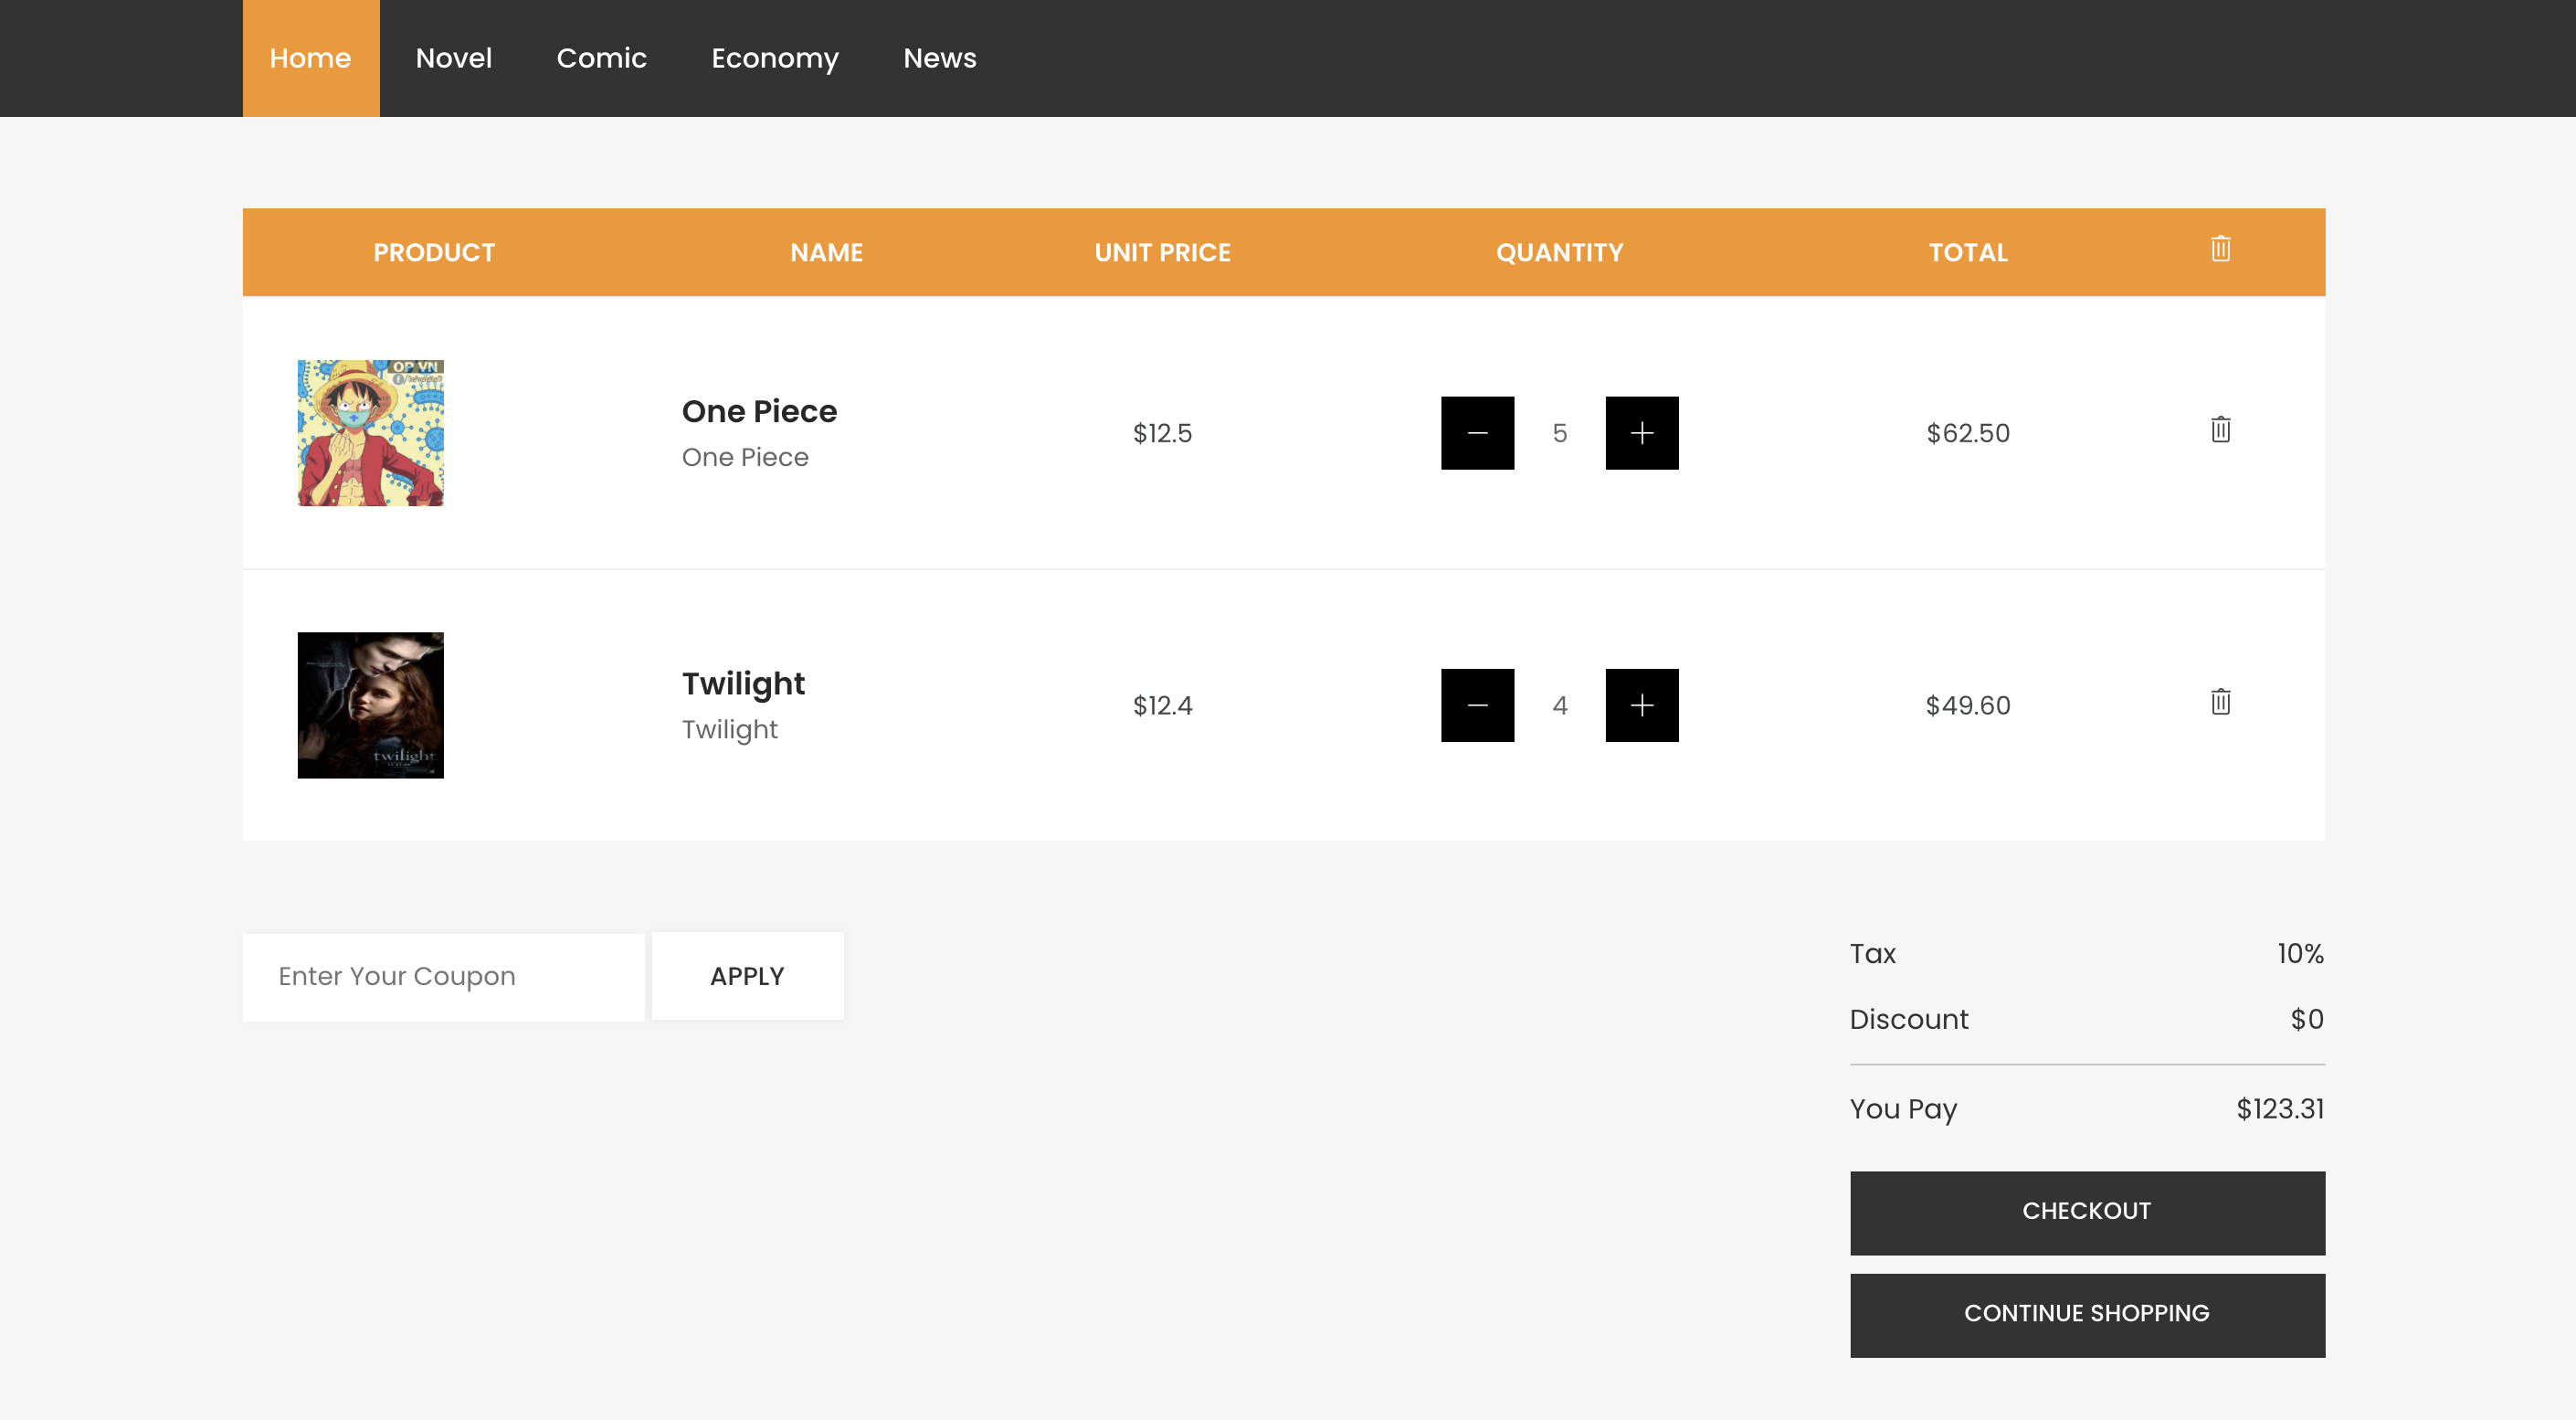 Home Novel Comic Economy News
PRODUCT NAME UNIT PRICE QUANTITY TOTAL
OP VN
One Piece
One Piece
$12.5
5
$62.50
Twilight
Twilight
$12.4
4
$49.60
twilight
Enter Your Coupon
APPLY
Tax 10%
Discount $0
You Pay $123.31
CHECKOUT
CONTINUE SHOPPING